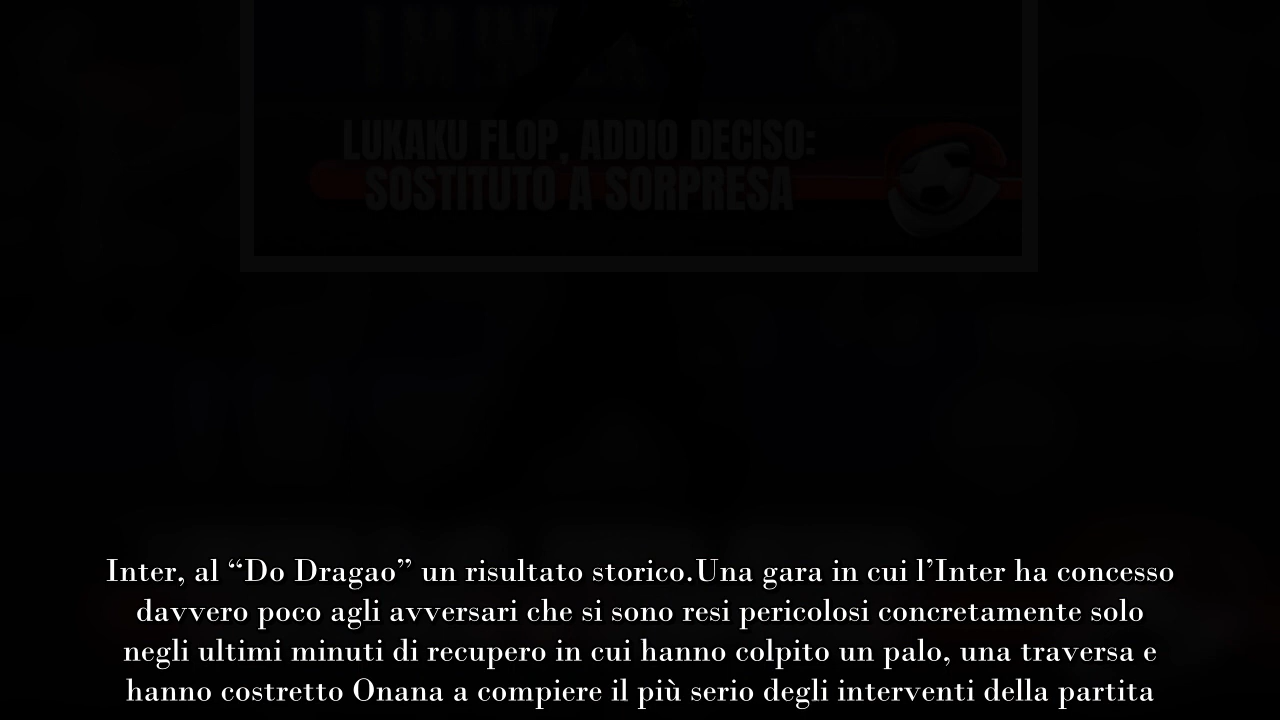 LUKAKU FLOP, ADDIO DECISO:
SOSTITUTO A SORPRESA
Inter, al “Do Dragao” un risultato storico.Una gara in cui l’Inter ha concesso
davvero poco agli avversari che si sono resi pericolosi concretamente solo
negli ultimi minuti di recupero in cui hanno colpito un palo, una traversa e
hanno costretto Onana a compiere il più serio degli interventi della partita